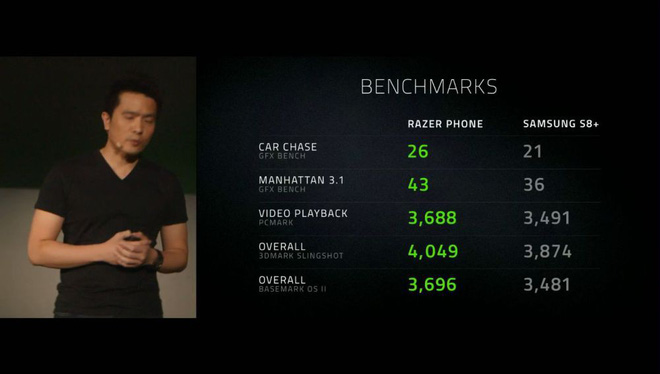 BENCHMARKS
RAZER PHONE SAMSUNG S8+
CAR CHASE 26 21
GFX BENCH
MANHATTAN 3.1 43 36
GFX BENCH
VIDEO PLAYBACK 3,688 3,491
PCMARK
OVERALL 4,049 3,874
3DMARK SLINGSHOT
OVERALL 3,696 3,481
BASEMARK OS II